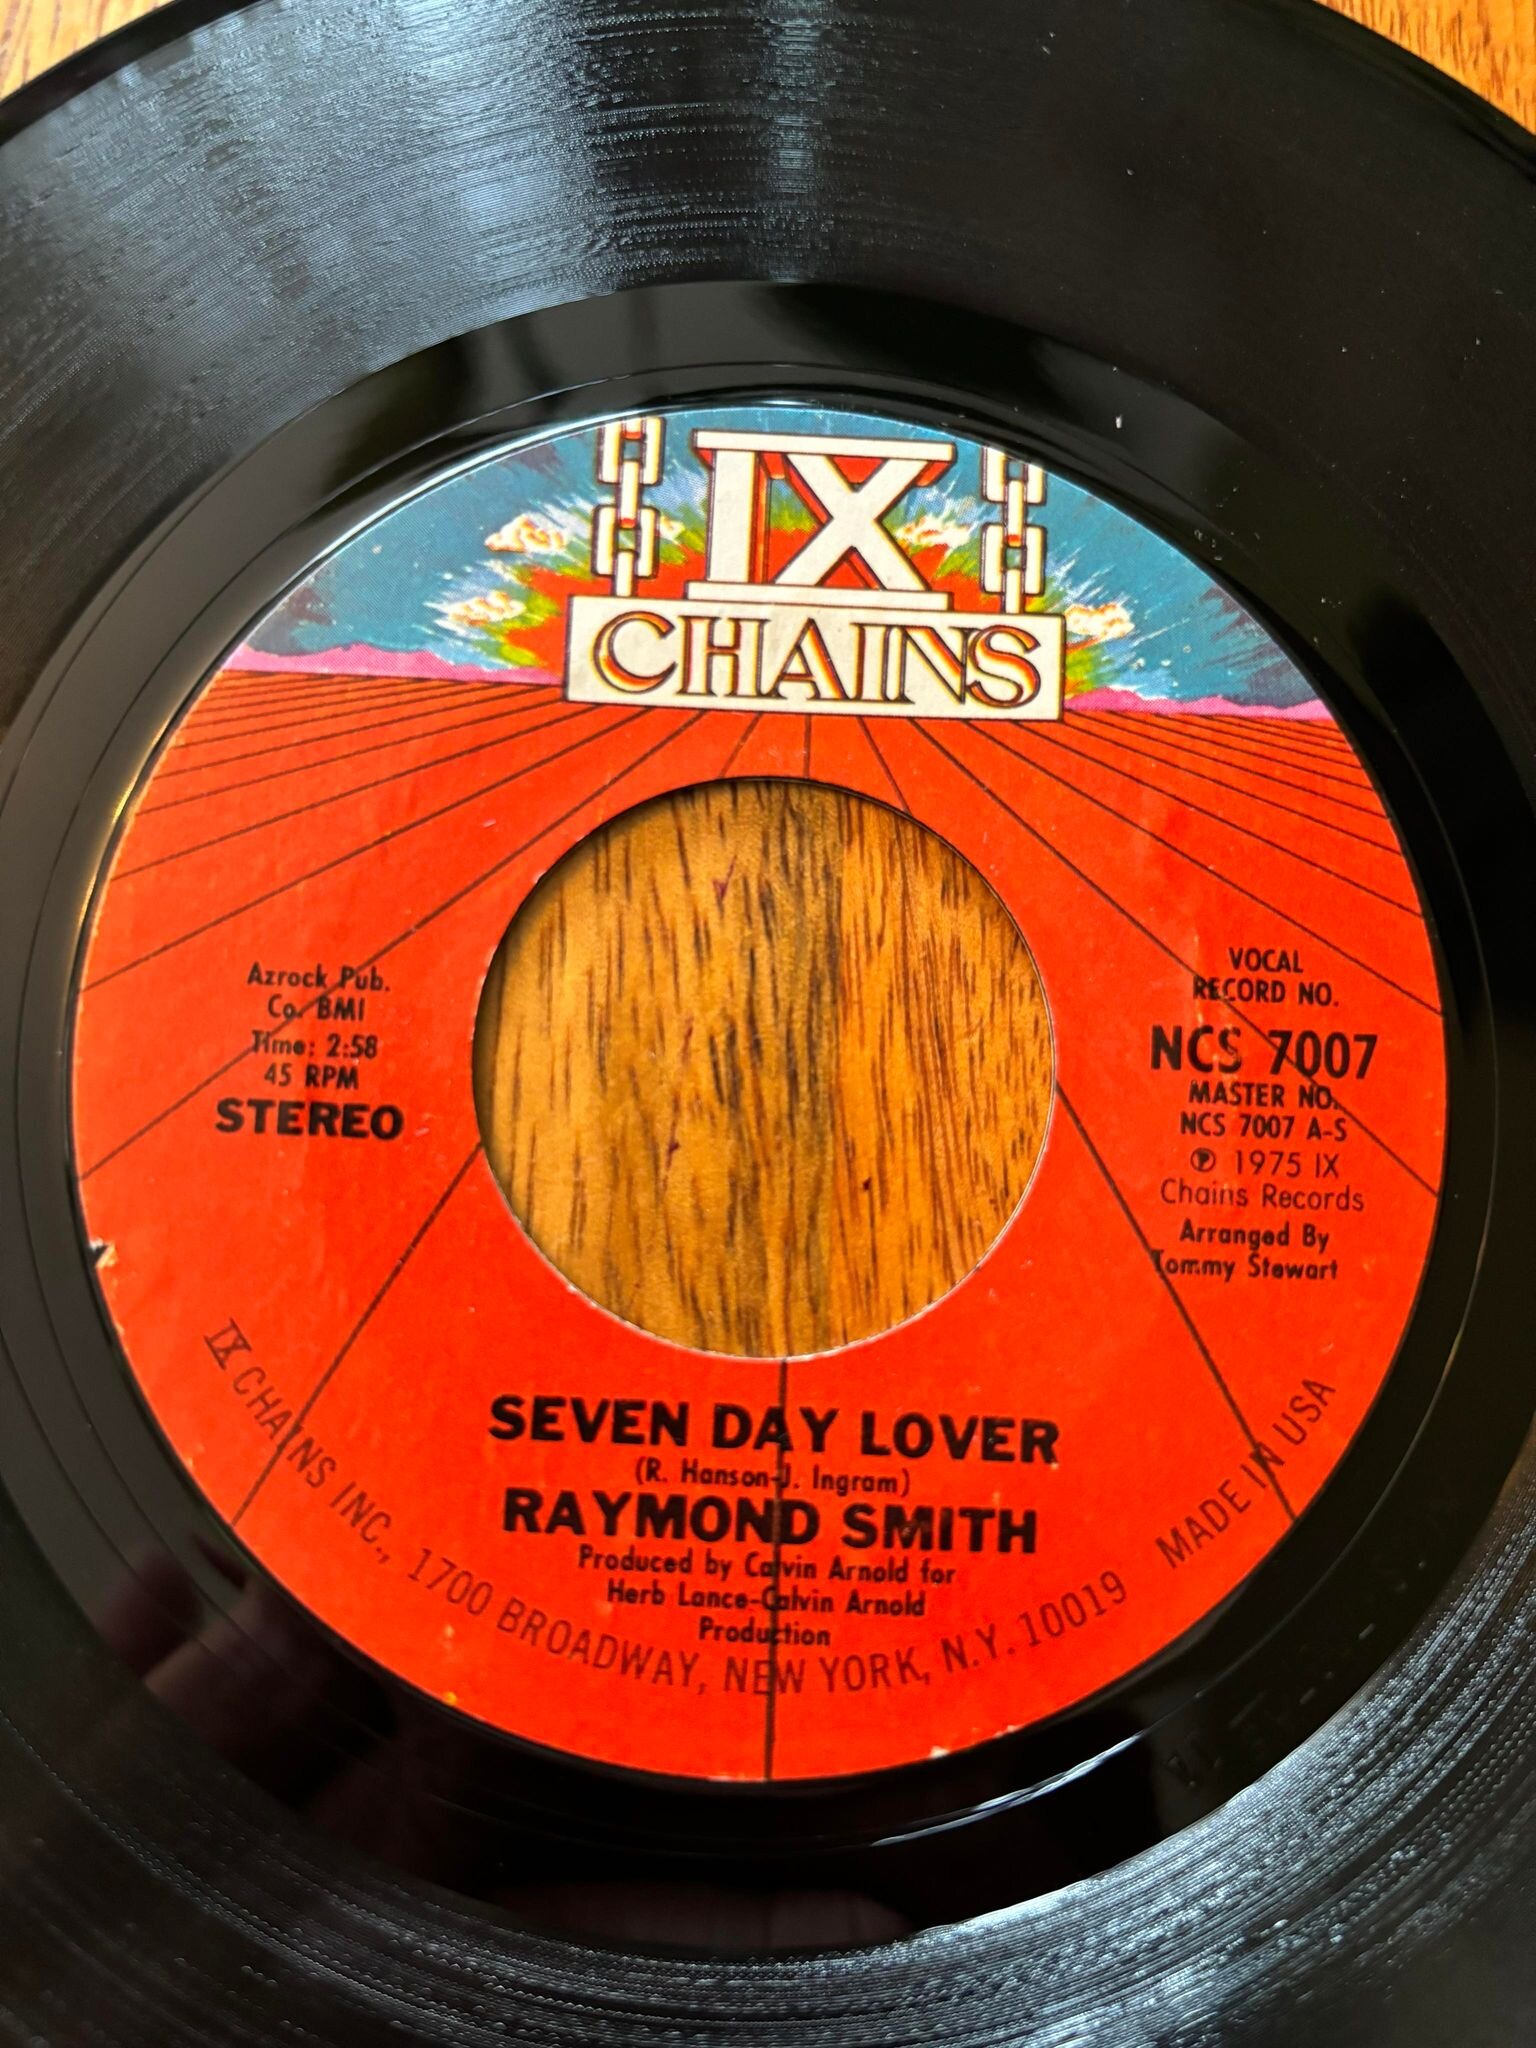 IX
CHAINS
Azrock Pub.
Co. BMI
Time: 2:58
45 RPM
STEREO
VOCAL
RECORD NO.
NCS 7007
MASTER NO.
NCS 7007 A-S
℗ 1975 IX
Chains Records
Arranged By
Tommy Stewart
SEVEN DAY LOVER
(R. Hanson-J. Ingram)
RAYMOND SMITH
Produced by Calvin Arnold for
Herb Lance-Calvin Arnold
Production
IX CHAINS INC., 1700 BROADWAY, NEW YORK, N.Y. 10019 MADE IN USA